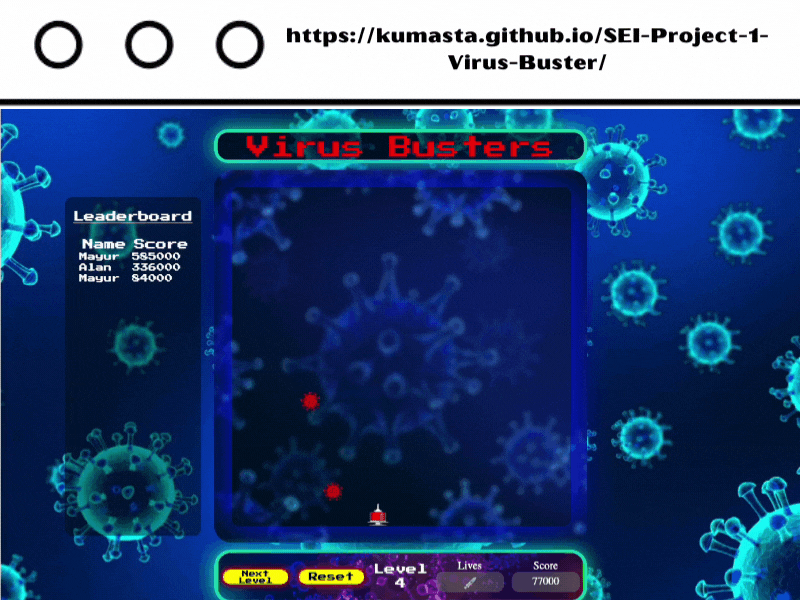 https://kumasta.github.io/SEI-Project-1-
Virus-Buster/
Virus Busters
Leaderboard
Name Score
Mayur 585000
Alan 336000
Mayur 84000
Next
Level
Reset
Level
4
Lives
Score
77000